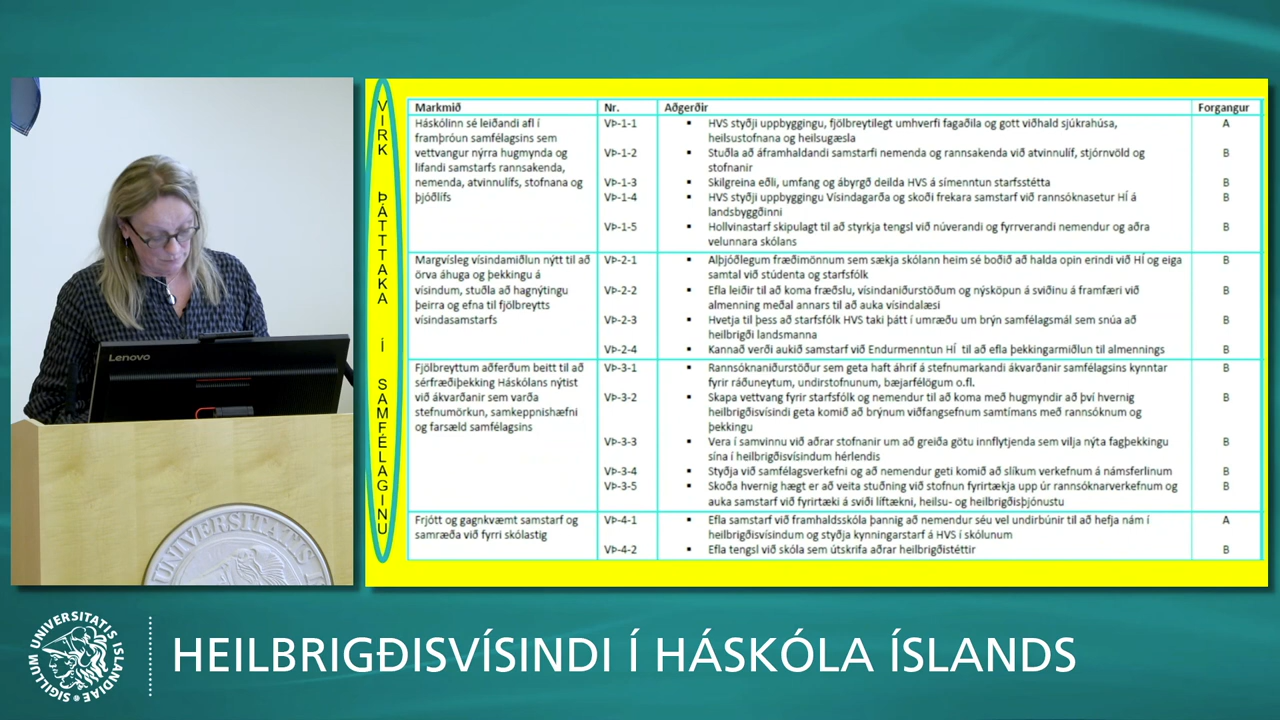 Lenovo
UNIVERSITATIS I
VIRK ÞÁTTTAKA Í SAMFÉLAGINU
Markmið Nr. Aðgerðir Forgangur
Háskólinn sé leiðandi afl í VÞ-1-1 ▪ HVS styðji uppbyggingu, fjölbreytilegt umhverfi fagaðila og gott viðhald sjúkrahúsa, A
framþróun samfélagsins sem heilsustofnana og heilsugæsla
vettvangur nýrra hugmynda og VÞ-1-2 ▪ Stuðla að áframhaldandi samstarfi nemenda og rannsakenda við atvinnulíf, stjórnvöld og B
lifandi samstarfs rannsakenda, stofnanir
nemenda, atvinnulífs, stofnana og VÞ-1-3 ▪ Skilgreina eðli, umfang og ábyrgð deilda HVS á símenntun starfsstétta B
þjóðlífs VÞ-1-4 ▪ HVS styðji uppbyggingu Vísindagarða og skoði frekara samstarf við rannsóknasetur HÍ á B
landsbyggðinni
VÞ-1-5 ▪ Hollvinastarf skipulagt til að styrkja tengsl við núverandi og fyrrverandi nemendur og aðra B
velunnara skólans
Margvísleg vísindamiðlun nýtt til að VÞ-2-1 ▪ Alþjóðlegum fræðimönnum sem sækja skólann heim sé boðið að halda opin erindi við HÍ og eiga B
örva áhuga og þekkingu á samtal við stúdenta og starfsfólk
vísindum, stuðla að hagnýtingu VÞ-2-2 ▪ Efla leiðir til að koma fræðslu, vísindaniðurstöðum og nýsköpun á sviðinu á framfæri við B
þeirra og efna til fjölbreytts almenning meðal annars til að auka vísindalæsi
vísindasamstarfs VÞ-2-3 ▪ Hvetja til þess að starfsfólk HVS taki þátt í umræðu um brýn samfélagsmál sem snúa að B
heilbrigði landsmanna
VÞ-2-4 ▪ Kannað verði aukið samstarf við Endurmenntun HÍ til að efla þekkingarmiðlun til almennings B
Fjölbreyttum aðferðum beitt til að VÞ-3-1 ▪ Rannsóknaniðurstöður sem geta haft áhrif á stefnumarkandi ákvarðanir samfélagsins kynntar B
sérfræðiþekking Háskólans nýtist fyrir ráðuneytum, undirstofnunum, bæjarfélögum o.fl.
við ákvarðanir sem varða VÞ-3-2 ▪ Skapa vettvang fyrir starfsfólk og nemendur til að koma með hugmyndir að því hvernig B
stefnumörkun, samkeppnishæfni heilbrigðisvísindi geta komið að brýnum viðfangsefnum samtímans með rannsóknum og
og farsæld samfélagsins þekkingu
VÞ-3-3 ▪ Vera í samvinnu við aðrar stofnanir um að greiða götu innflytjenda sem vilja nýta fagþekkingu B
sína í heilbrigðisvísindum hérlendis
VÞ-3-4 ▪ Styðja við samfélagsverkefni og að nemendur geti komið að slíkum verkefnum á námsferlinum B
VÞ-3-5 ▪ Skoða hvernig hægt er að veita stuðning við stofnun fyrirtækja upp úr rannsóknarverkefnum og B
auka samstarf við fyrirtæki á sviði líftækni, heilsu- og heilbrigðisþjónustu
Frjótt og gagnkvæmt samstarf og VÞ-4-1 ▪ Efla samstarf við framhaldsskóla þannig að nemendur séu vel undirbúnir til að hefja nám í A
samræða við fyrri skólastig heilbrigðisvísindum og styðja kynningarstarf á HVS í skólunum
VÞ-4-2 ▪ Efla tengsl við skóla sem útskrifa aðrar heilbrigðistéttir B
SIGILLUM UNIVERSITATIS ISLANDIAE
HEILBRIGÐISVÍSINDI Í HÁSKÓLA ÍSLANDS